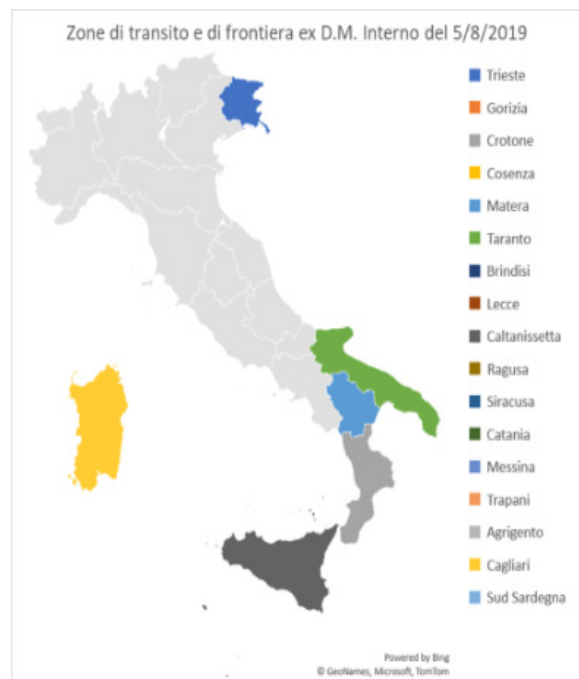 Zone di transito e di frontiera ex D.M. Interno del 5/8/2019
Trieste
Gorizia
Crotone
Cosenza
Matera
Taranto
Brindisi
Lecce
Caltanissetta
Ragusa
Siracusa
Catania
Messina
Trapani
Agrigento
Cagliari
Sud Sardegna
Powered by Bing
© GeoNames, Microsoft, TomTom